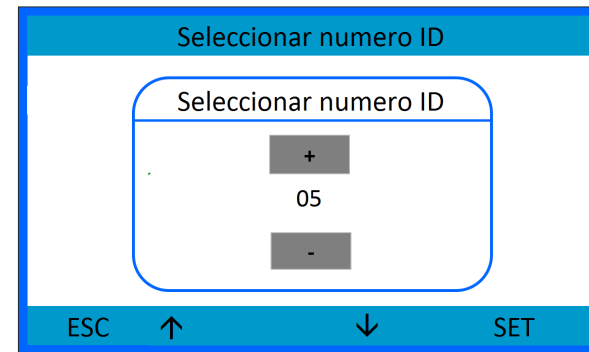 Seleccionar numero ID
Seleccionar numero ID
+
05
-
ESC ↑ ↓ SET